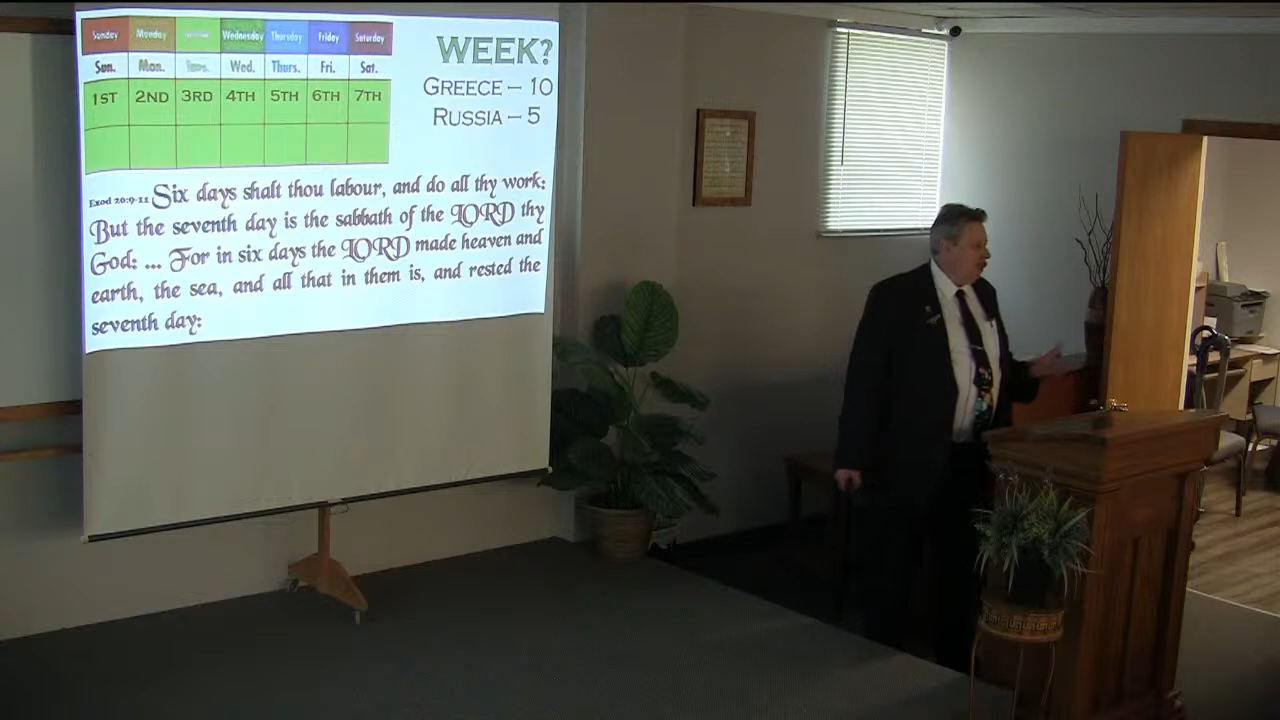 Sunday Monday Wednesday Thursday Friday Saturday
Sun. Mon. Tues. Wed. Thurs. Fri. Sat.
1ST 2ND 3RD 4TH 5TH 6TH 7TH
WEEK?
GREECE – 10
RUSSIA – 5
Exod 20:9-11 Six days shalt thou labour, and do all thy work:
But the seventh day is the sabbath of the LORD thy
God: ... For in six days the LORD made heaven and
earth, the sea, and all that in them is, and rested the
seventh day: